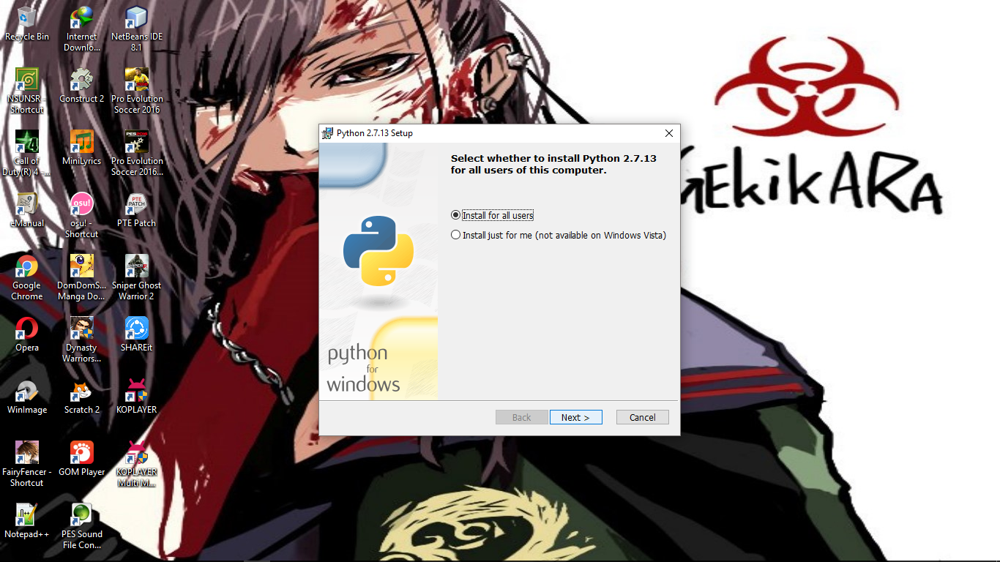 Recycle Bin
Internet
Downlo...
NetBeans IDE
8.1
NSUNSR -
Shortcut
Construct 2
Pro Evolution
Soccer 2016
Call of
Duty(R) 4 -...
MiniLyrics
Pro Evolution
Soccer 2016...
eManual
osu!
osu! -
Shortcut
PTE
PATCH
PTE Patch
Google
Chrome
DomDomS...
Manga Do...
Sniper Ghost
Warrior 2
Opera
Dynasty
Warriors...
SHAREit
WinImage
Scratch 2
KOPLAYER
FairyFencer -
Shortcut
GOM Player
KOPLAYER
Multi M...
Notepad++
PES Sound
File Con...
Python 2.7.13 Setup
Select whether to install Python 2.7.13
for all users of this computer.
Install for all users
Install just for me (not available on Windows Vista)
python
for
windows
Back
Next >
Cancel
GEKiKARA